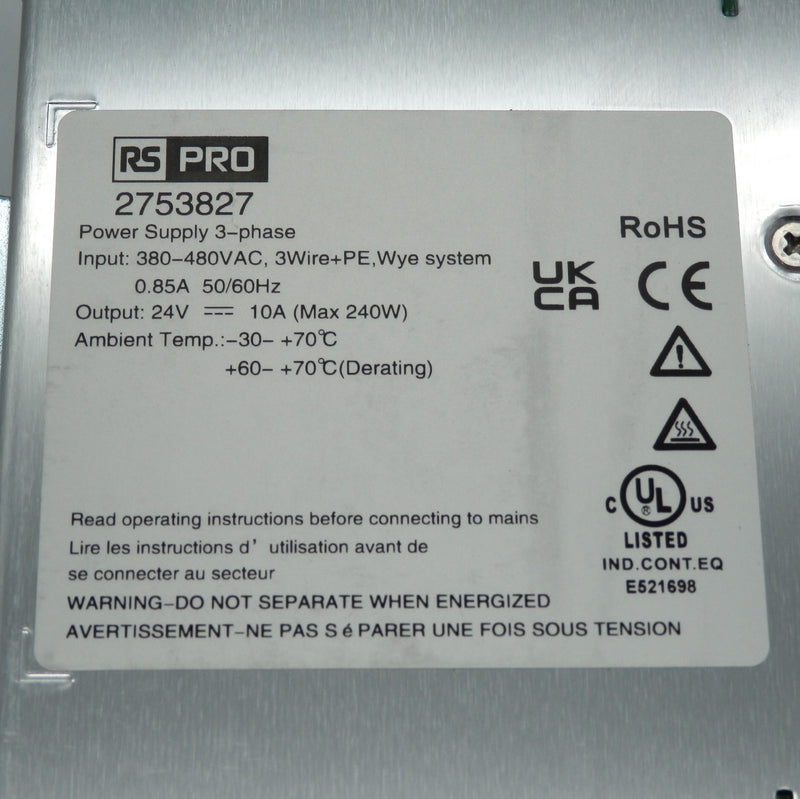 RS PRO
2753827
Power Supply 3-phase
Input: 380-480VAC, 3Wire+PE,Wye system
0.85A 50/60Hz
Output: 24V ⎓ 10A (Max 240W)
Ambient Temp.:-30- +70℃
+60- +70℃(Derating)
RoHS
UK
CA CE
C UL ® US
LISTED
IND.CONT.EQ
E521698
Read operating instructions before connecting to mains
Lire les instructions d' utilisation avant de
se connecter au secteur
WARNING-DO NOT SEPARATE WHEN ENERGIZED
AVERTISSEMENT-NE PAS S é PARER UNE FOIS SOUS TENSION